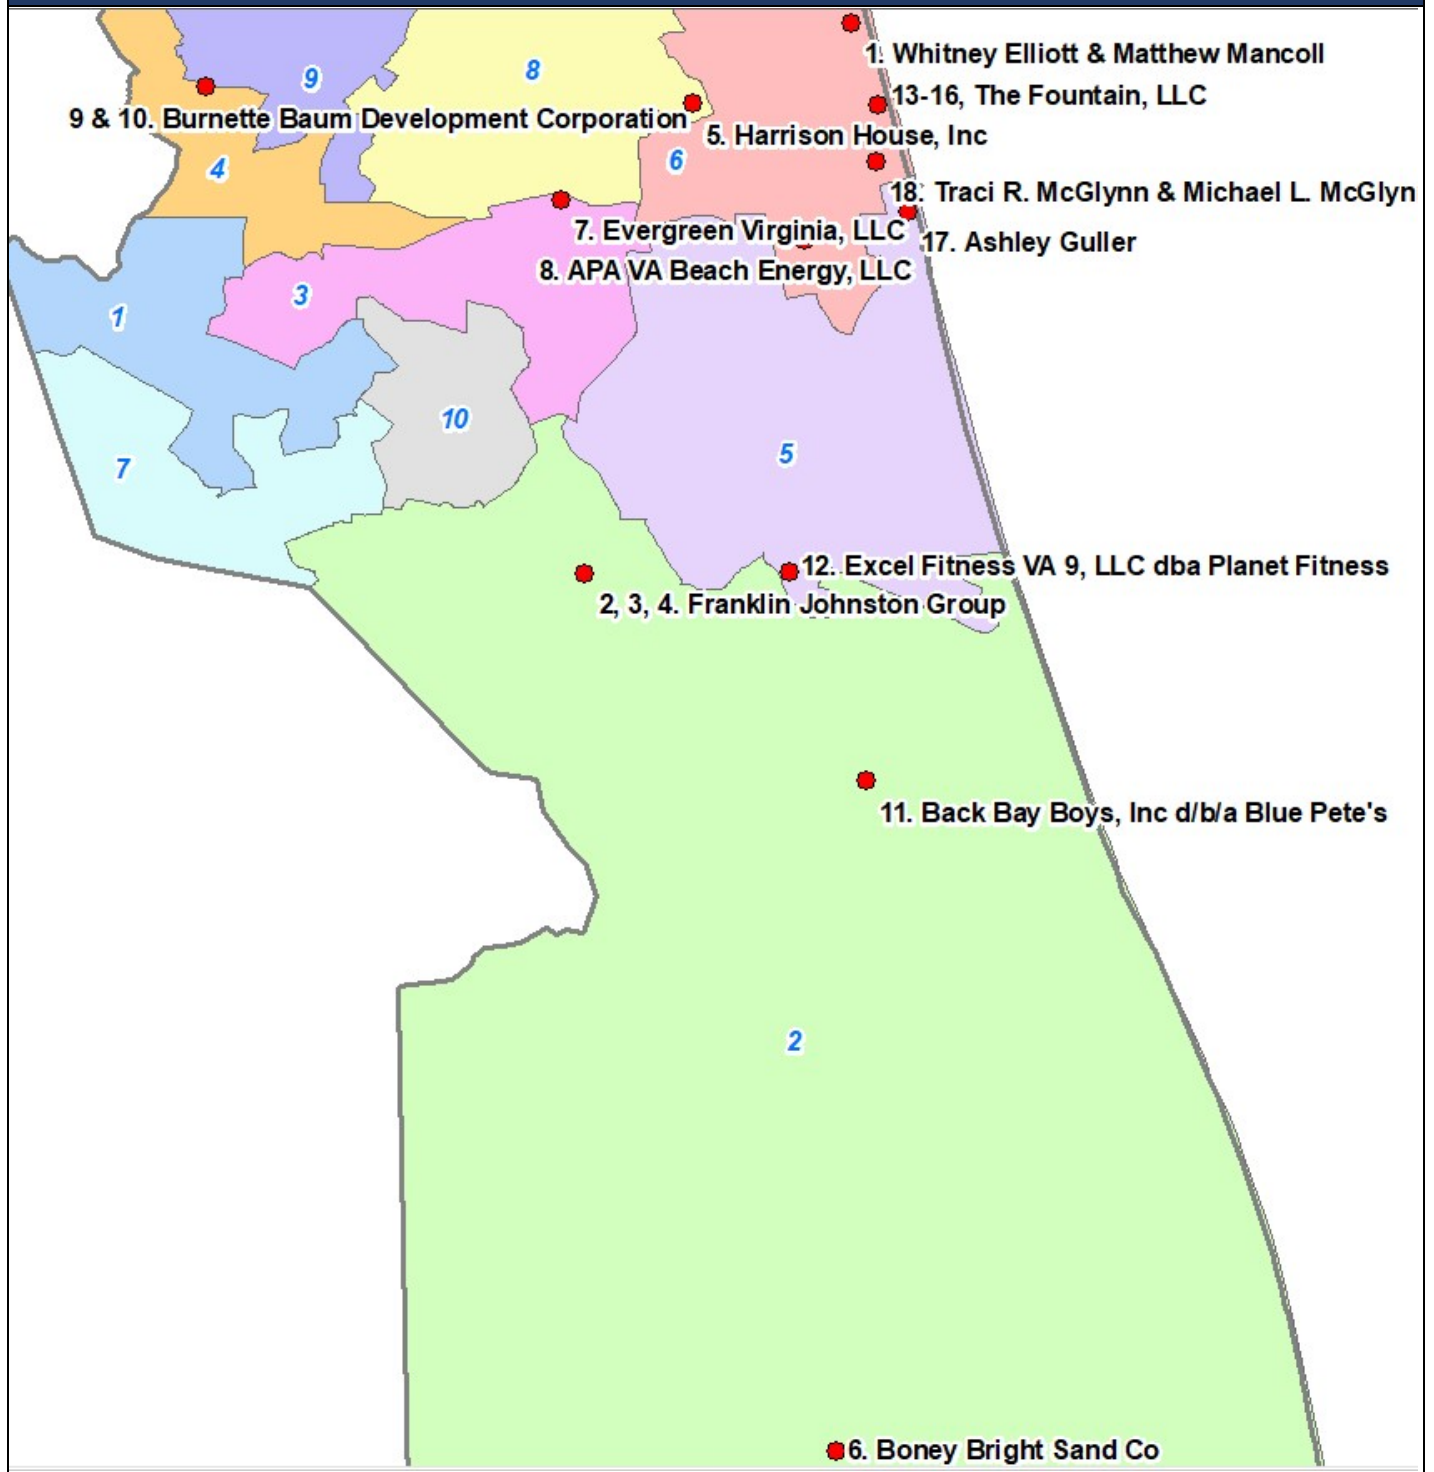 1. Whitney Elliott & Matthew Mancoll
9
8
13-16, The Fountain, LLC
9 & 10. Burnette Baum Development Corporation
5. Harrison House, Inc
6
4
18. Traci R. McGlynn & Michael L. McGlyn
7. Evergreen Virginia, LLC
17. Ashley Guller
8. APA VA Beach Energy, LLC
3
1
10
5
7
12. Excel Fitness VA 9, LLC dba Planet Fitness
2, 3, 4. Franklin Johnston Group
11. Back Bay Boys, Inc d/b/a Blue Pete's
2
6. Boney Bright Sand Co